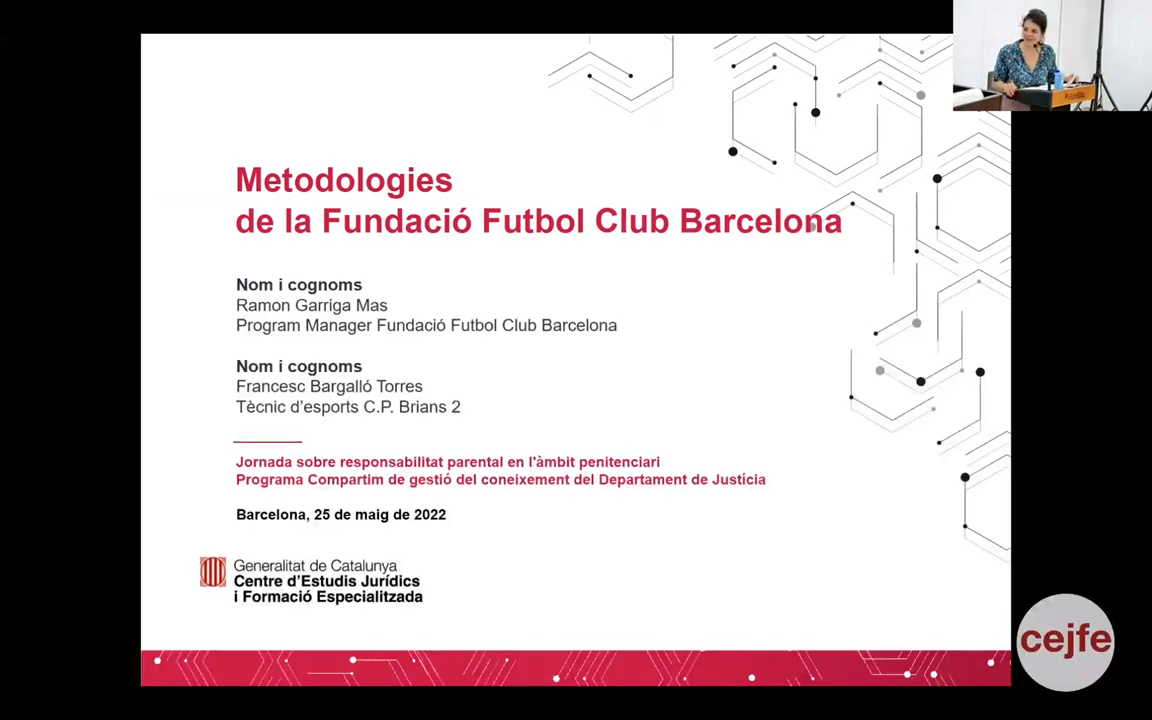 Metodologies
de la Fundació Futbol Club Barcelona
Nom i cognoms
Ramon Garriga Mas
Program Manager Fundació Futbol Club Barcelona
Nom i cognoms
Francesc Bargalló Torres
Tècnic d'esports C.P. Brians 2
Jornada sobre responsabilitat parental en l'àmbit penitenciari
Programa Compartim de gestió del coneixement del Departament de Justícia
Barcelona, 25 de maig de 2022
Generalitat de Catalunya
Centre d'Estudis Jurídics
i Formació Especialitzada
cejfe